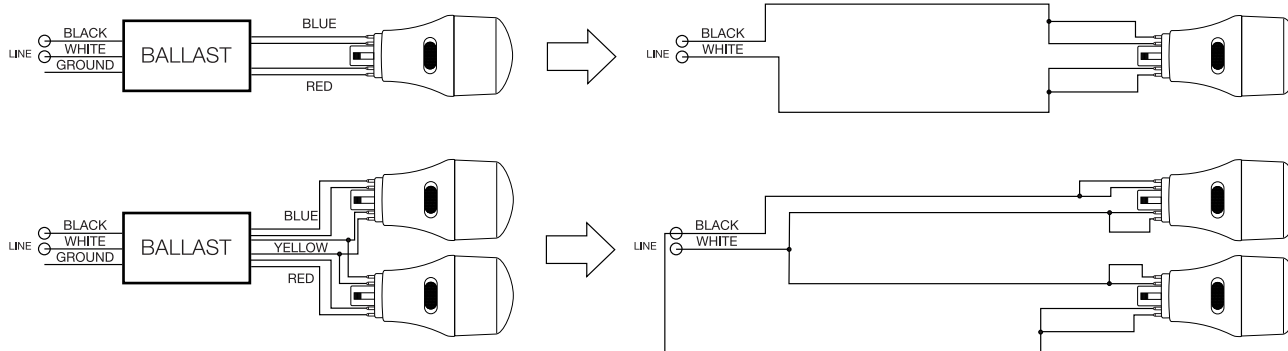 BLACK
LINE
WHITE
GROUND
BALLAST
BLUE
RED
BLACK
LINE
WHITE
BLACK
LINE
WHITE
GROUND
BALLAST
BLUE
YELLOW
RED
BLACK
LINE
WHITE